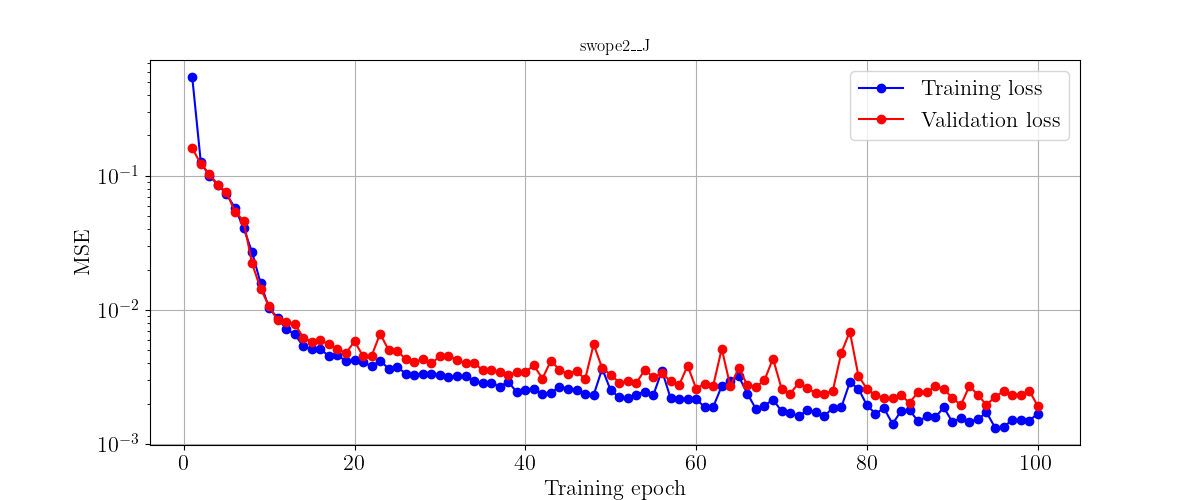 swope2__J
Training loss
Validation loss
10⁻¹
10⁻²
10⁻³
MSE
0 20 40 60 80 100
Training epoch